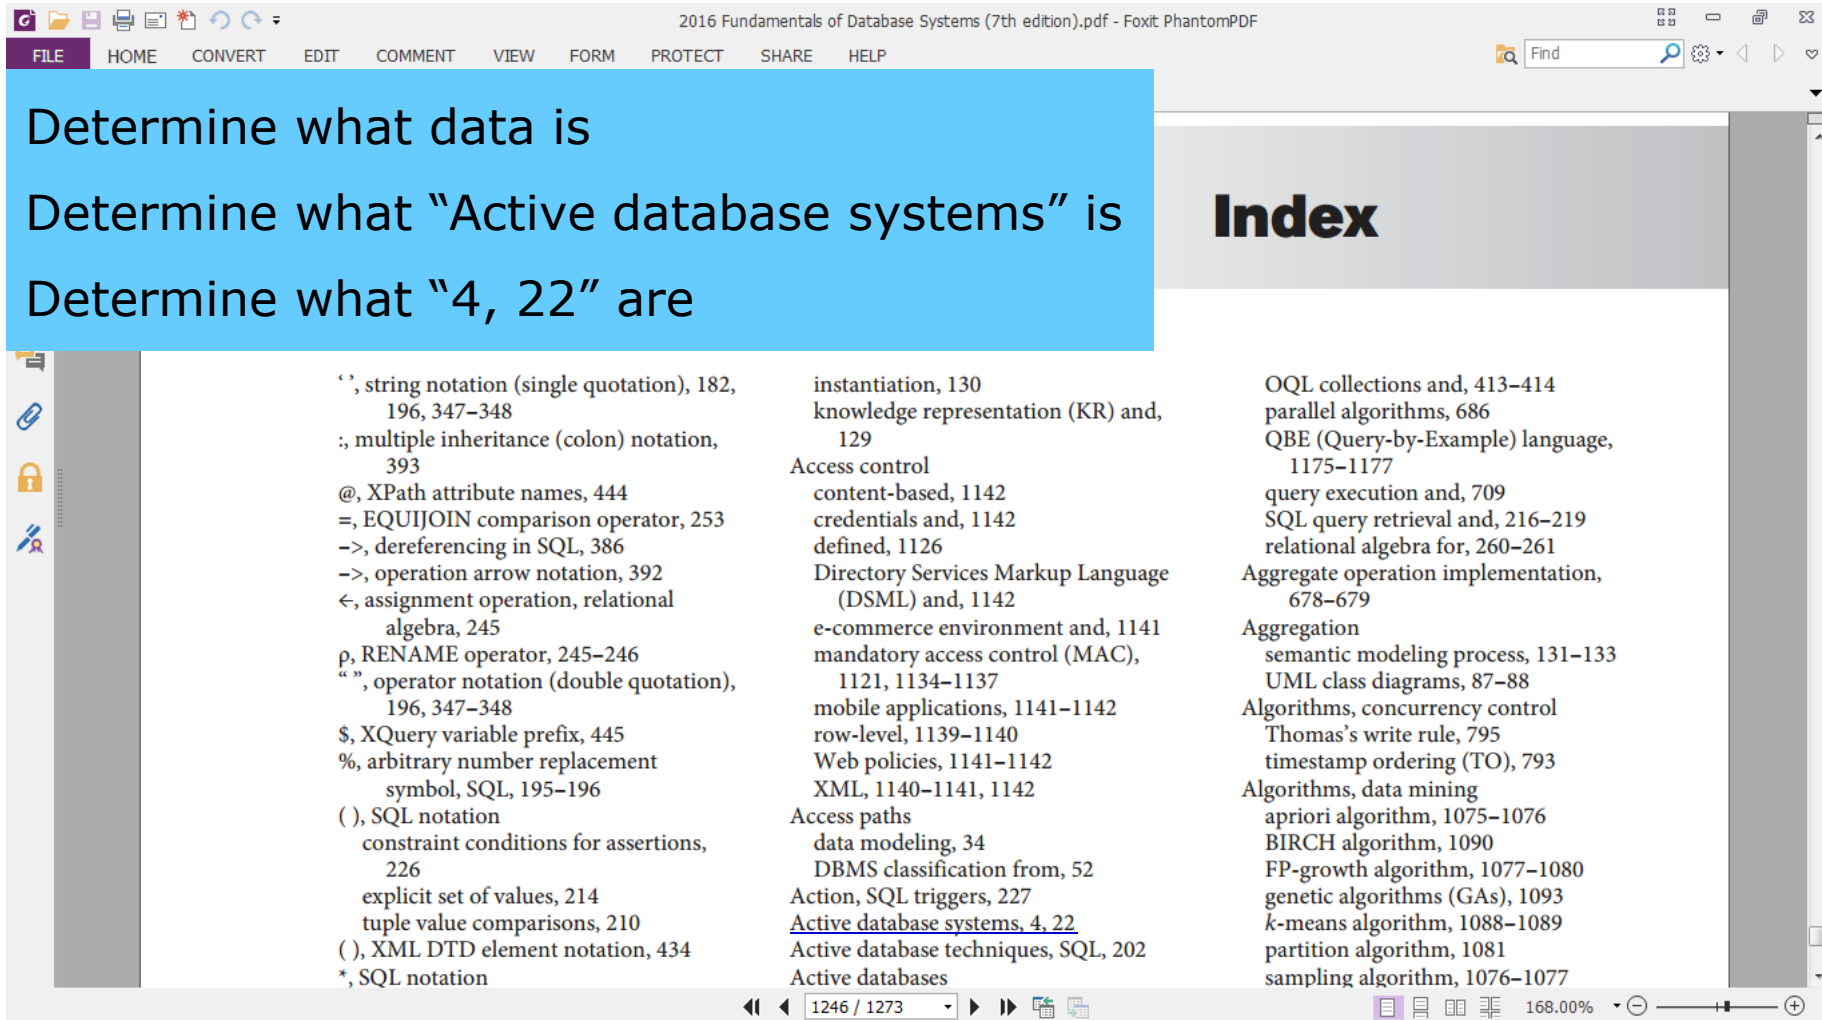 2016 Fundamentals of Database Systems (7th edition).pdf - Foxit PhantomPDF
FILE HOME CONVERT EDIT COMMENT VIEW FORM PROTECT SHARE HELP
Find
Determine what data is
Determine what “Active database systems” is
Determine what “4, 22” are
Index
‘ ’, string notation (single quotation), 182,
196, 347–348
:, multiple inheritance (colon) notation,
393
@, XPath attribute names, 444
=, EQUIJOIN comparison operator, 253
–>, dereferencing in SQL, 386
–>, operation arrow notation, 392
←, assignment operation, relational
algebra, 245
ρ, RENAME operator, 245–246
“ ”, operator notation (double quotation),
196, 347–348
$, XQuery variable prefix, 445
%, arbitrary number replacement
symbol, SQL, 195–196
( ), SQL notation
constraint conditions for assertions,
226
explicit set of values, 214
tuple value comparisons, 210
( ), XML DTD element notation, 434
*, SQL notation
instantiation, 130
knowledge representation (KR) and,
129
Access control
content-based, 1142
credentials and, 1142
defined, 1126
Directory Services Markup Language
(DSML) and, 1142
e-commerce environment and, 1141
mandatory access control (MAC),
1121, 1134–1137
mobile applications, 1141–1142
row-level, 1139–1140
Web policies, 1141–1142
XML, 1140–1141, 1142
Access paths
data modeling, 34
DBMS classification from, 52
Action, SQL triggers, 227
Active database systems, 4, 22
Active database techniques, SQL, 202
Active databases
OQL collections and, 413–414
parallel algorithms, 686
QBE (Query-by-Example) language,
1175–1177
query execution and, 709
SQL query retrieval and, 216–219
relational algebra for, 260–261
Aggregate operation implementation,
678–679
Aggregation
semantic modeling process, 131–133
UML class diagrams, 87–88
Algorithms, concurrency control
Thomas’s write rule, 795
timestamp ordering (TO), 793
Algorithms, data mining
apriori algorithm, 1075–1076
BIRCH algorithm, 1090
FP-growth algorithm, 1077–1080
genetic algorithms (GAs), 1093
k-means algorithm, 1088–1089
partition algorithm, 1081
sampling algorithm, 1076–1077
1246 / 1273
168.00%